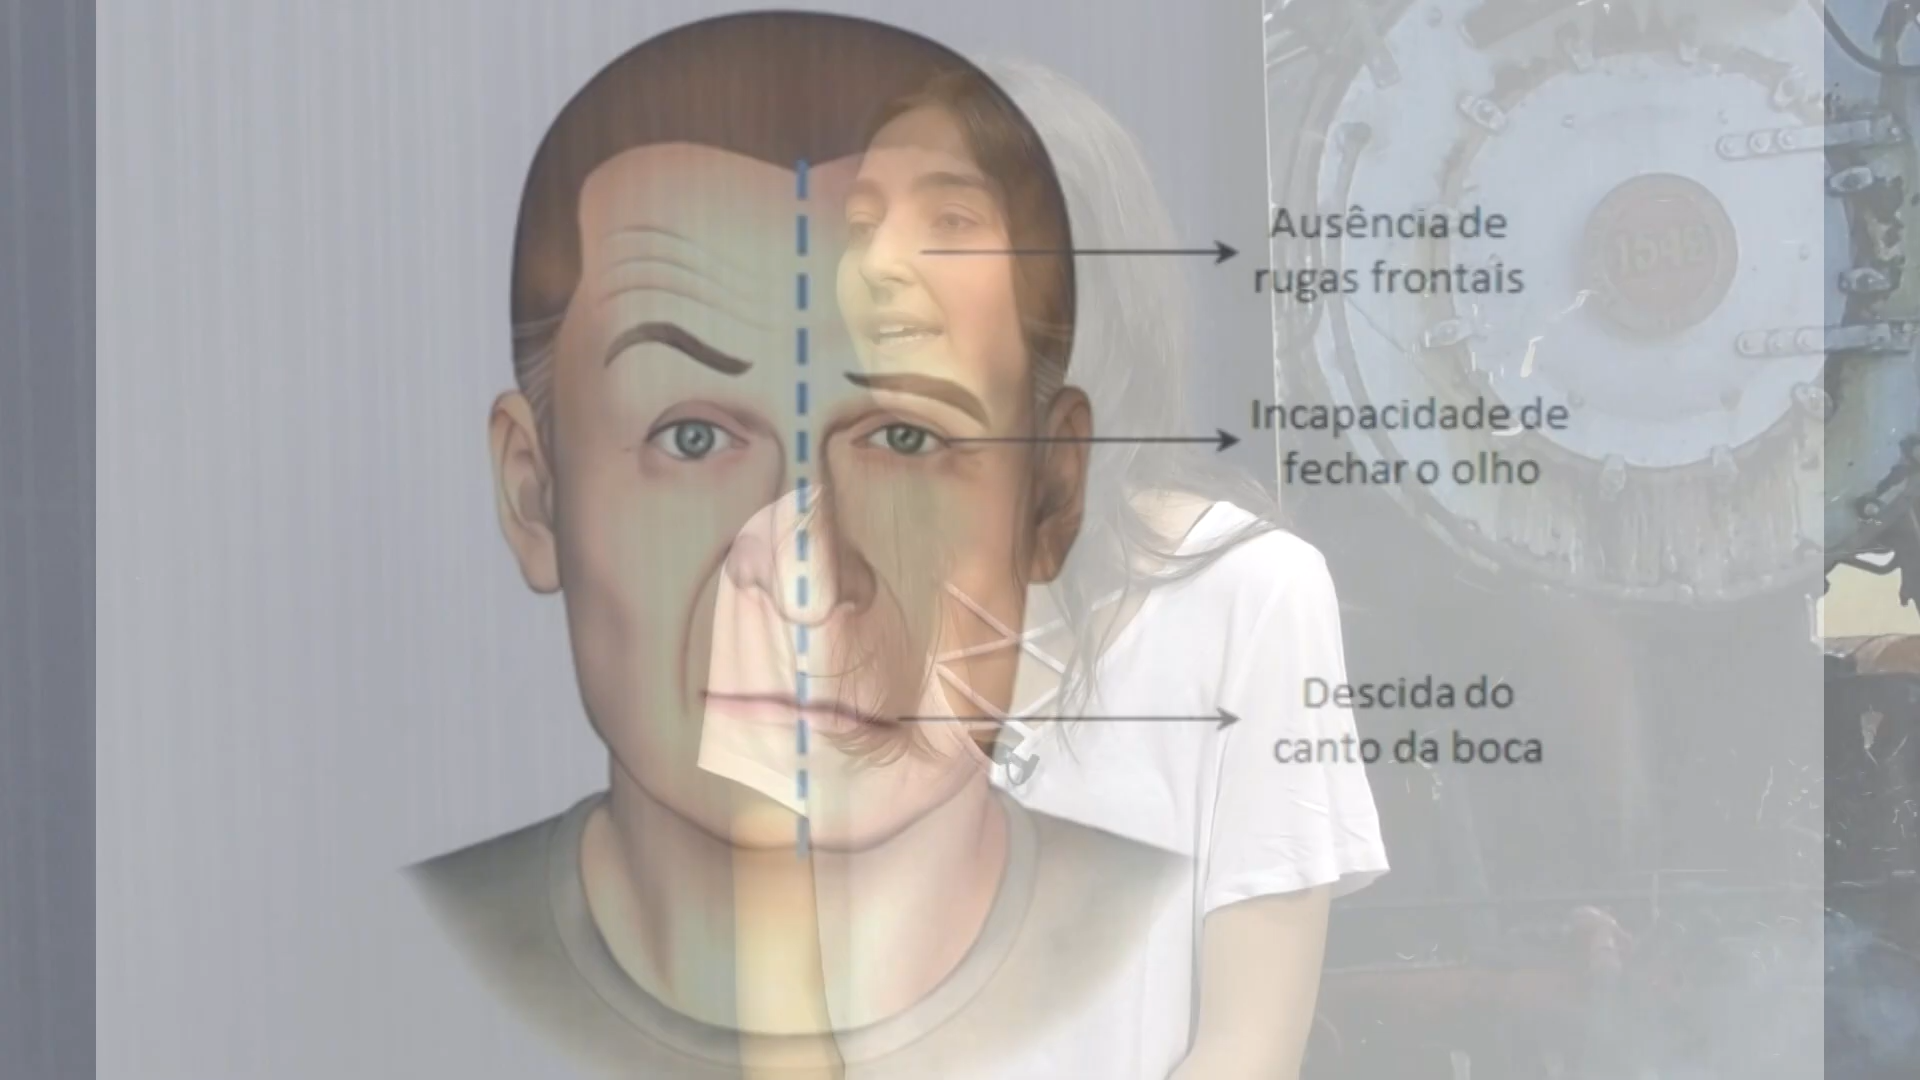 Ausência de
rugas frontais
Incapacidade de
fechar o olho
Descida do
canto da boca